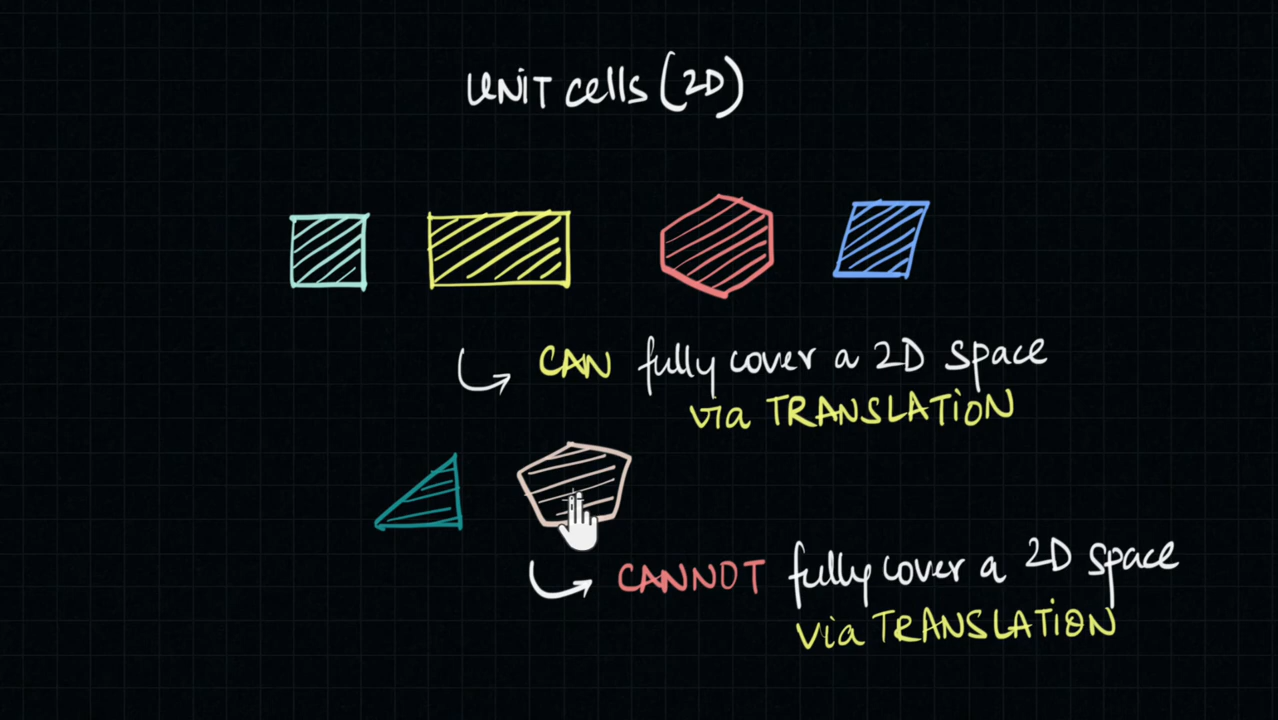 UNIT cells (2D)
CAN fully cover a 2D space
via TRANSLATION
CANNOT fully cover a 2D space
via TRANSLATION